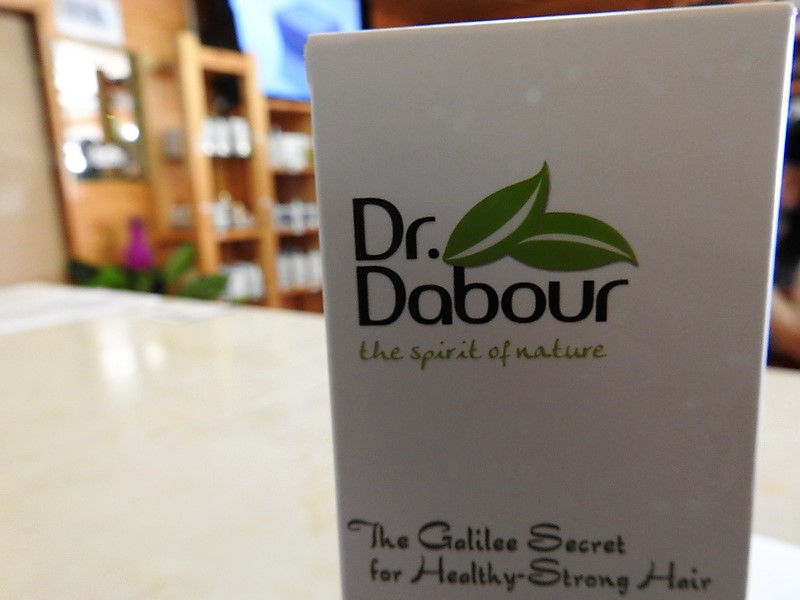 Dr.
Dabour
the spirit of nature
The Galilee Secret
for Healthy-Strong Hair